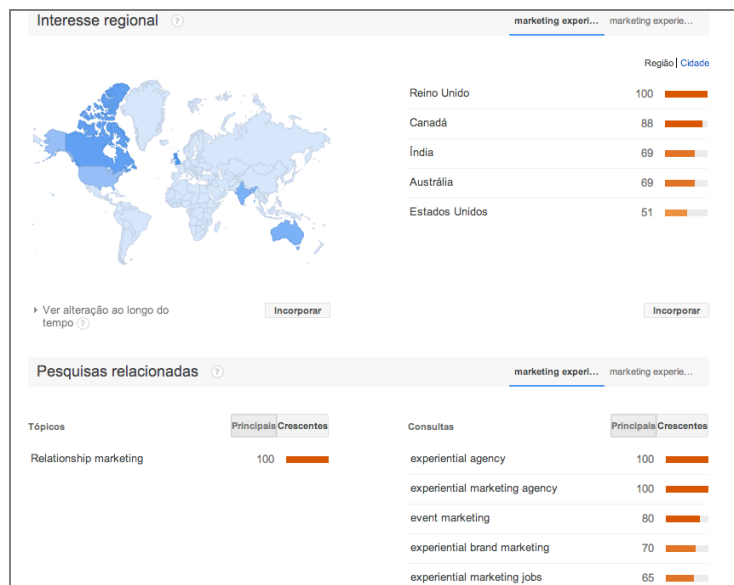 Interesse regional ?
marketing experi... marketing experie...
Região | Cidade
Reino Unido 100
Canadá 88
Índia 69
Austrália 69
Estados Unidos 51
Ver alteração ao longo do
tempo ?
Incorporar
Incorporar
Pesquisas relacionadas ?
marketing experi... marketing experie...
Tópicos Principais Crescentes
Relationship marketing 100
Consultas Principais Crescentes
experiential agency 100
experiential marketing agency 100
event marketing 80
experiential brand marketing 70
experiential marketing jobs 65